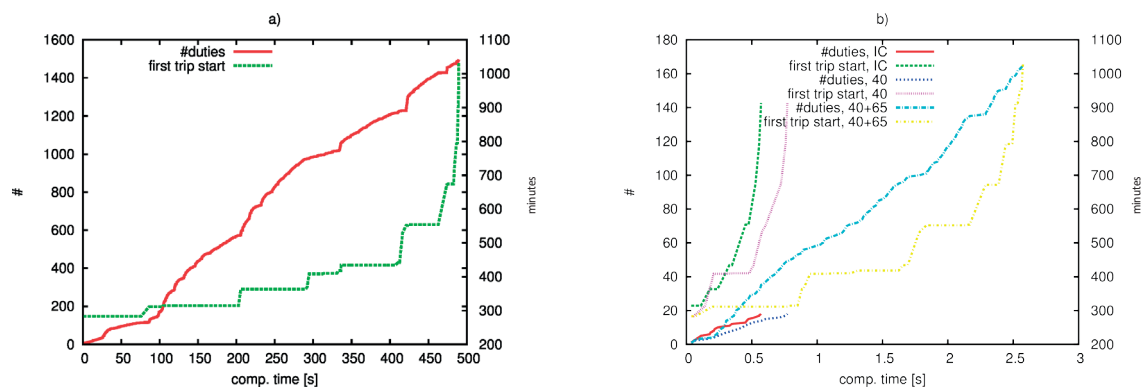 a)
#duties
first trip start
1600
1400
1200
1000
800
600
400
200
0
#
1100
1000
900
800
700
600
500
400
300
200
minutes
0 50 100 150 200 250 300 350 400 450 500
comp. time [s]
b)
#duties, IC
first trip start, IC
#duties, 40
first trip start, 40
#duties, 40+65
first trip start, 40+65
180
160
140
120
100
80
60
40
20
0
#
1100
1000
900
800
700
600
500
400
300
200
minutes
0 0.5 1 1.5 2 2.5 3
comp. time [s]